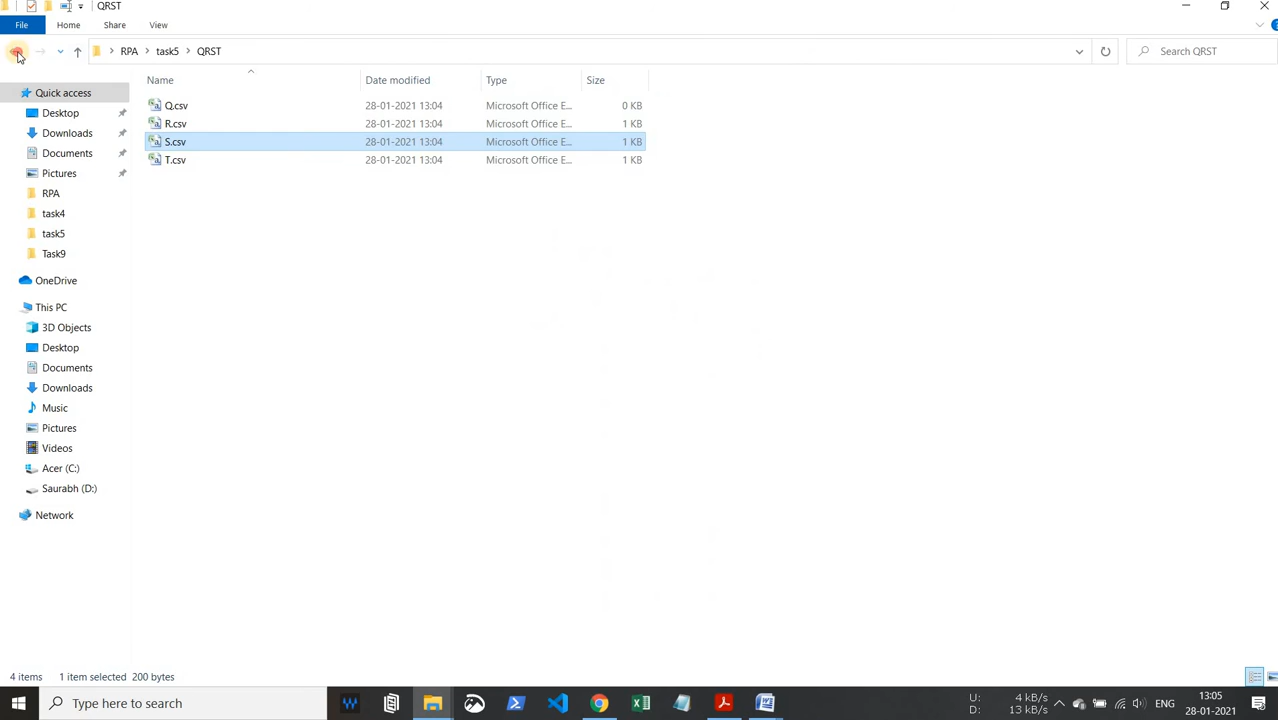 QRST
File Home Share View
RPA task5 QRST Search QRST
Name Date modified Type Size
Quick access
Q.csv 28-01-2021 13:04 Microsoft Office E... 0 KB
Desktop
R.csv 28-01-2021 13:04 Microsoft Office E... 1 KB
Downloads
S.csv 28-01-2021 13:04 Microsoft Office E... 1 KB
Documents
T.csv 28-01-2021 13:04 Microsoft Office E... 1 KB
Pictures
RPA
task4
task5
Task9
OneDrive
This PC
3D Objects
Desktop
Documents
Downloads
Music
Pictures
Videos
Acer (C:)
Saurabh (D:)
Network
4 items 1 item selected 200 bytes
Type here to search
U: 4 kB/s
D: 13 kB/s
ENG
13:05
28-01-2021